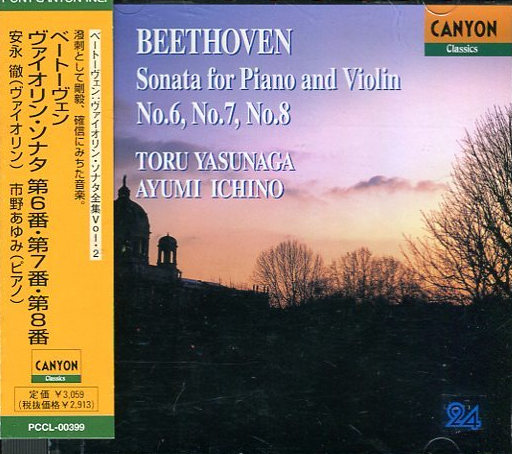 PONY CANYON INC.
ベートーヴェン・ヴァイオリン・ソナタ全集Vol.2
溌剌として剛毅、確信にみちた音楽。
ベートーヴェン
ヴァイオリン・ソナタ 第6番・第7番・第8番
安永 徹(ヴァイオリン) 市野あゆみ(ピアノ)
CANYON
Classics
定価 ¥3,059
(税抜価格¥2,913)
PCCL-00399
BEETHOVEN
Sonata for Piano and Violin
No.6, No.7, No.8
TORU YASUNAGA
AYUMI ICHINO
CANYON
Classics
24